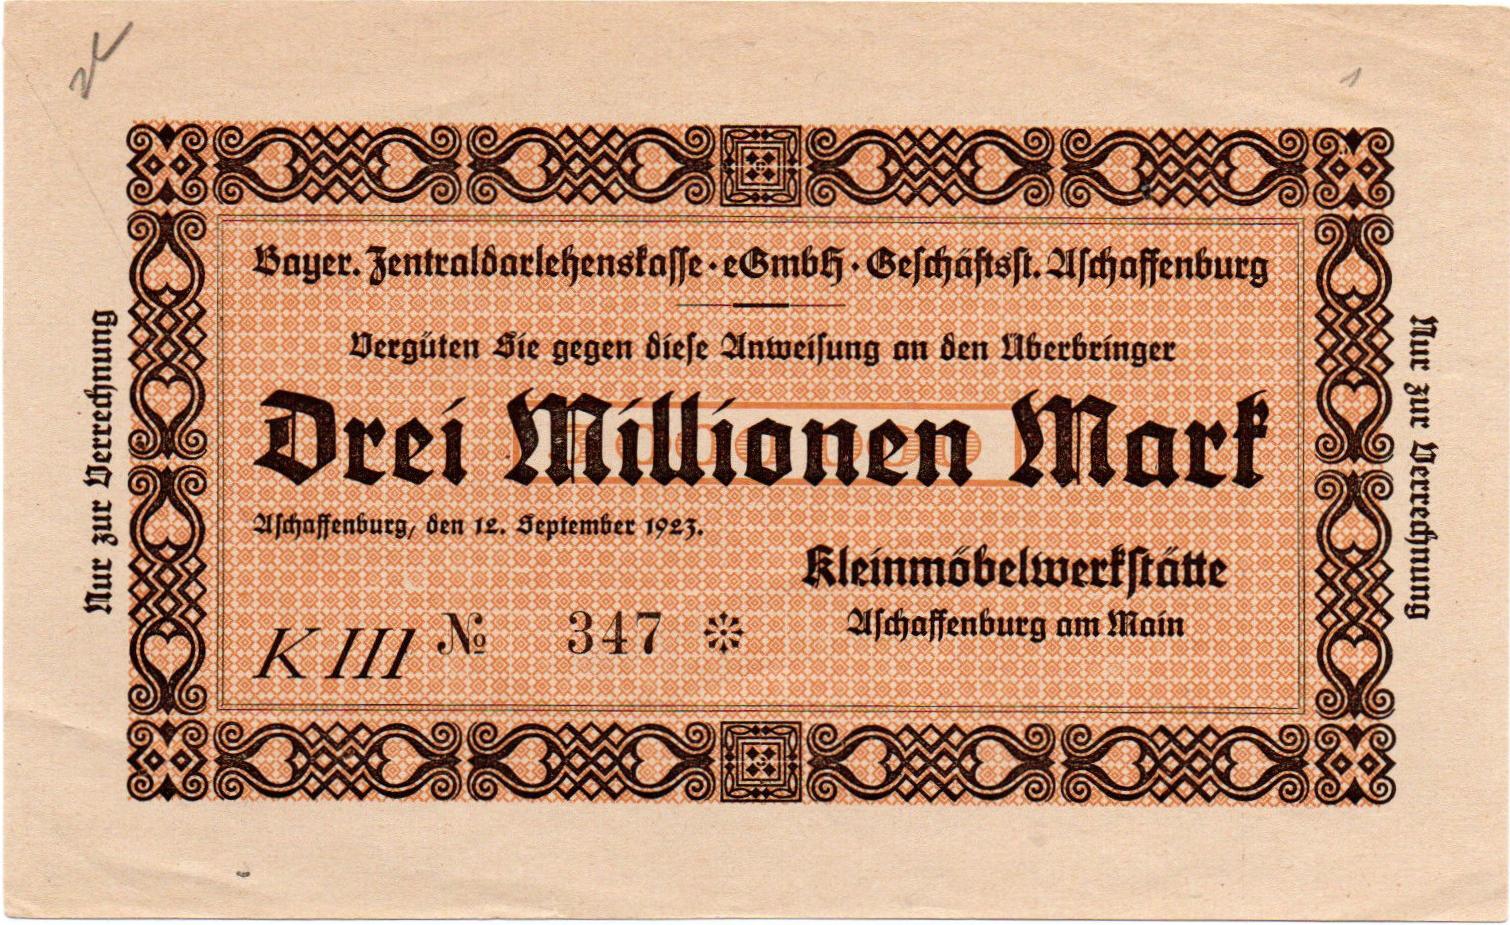 Bayer. Zentraldarlehenskasse · eGmbH · Geschäftsst. Aschaffenburg
Vergüten Sie gegen diese Anweisung an den Überbringer
Drei Millionen Mark
Aschaffenburg, den 12. September 1923.
Kleinmöbelwerkstätte
Aschaffenburg am Main
K III № 347
Nur zur Verrechnung
Nur zur Verrechnung